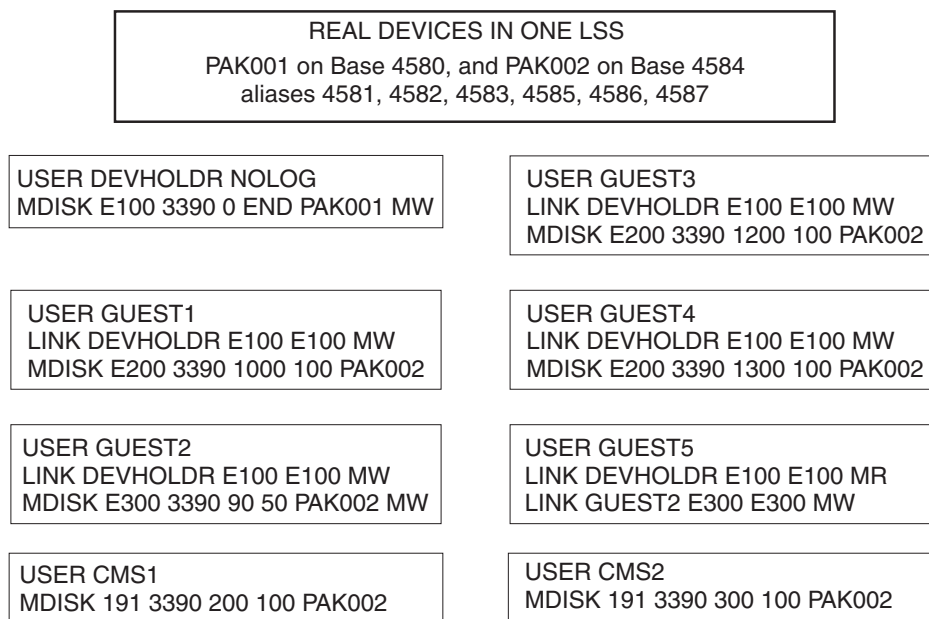 REAL DEVICES IN ONE LSS
PAK001 on Base 4580, and PAK002 on Base 4584
aliases 4581, 4582, 4583, 4585, 4586, 4587
USER DEVHOLDR NOLOG
MDISK E100 3390 0 END PAK001 MW
USER GUEST3
LINK DEVHOLDR E100 E100 MW
MDISK E200 3390 1200 100 PAK002
USER GUEST1
LINK DEVHOLDR E100 E100 MW
MDISK E200 3390 1000 100 PAK002
USER GUEST4
LINK DEVHOLDR E100 E100 MW
MDISK E200 3390 1300 100 PAK002
USER GUEST2
LINK DEVHOLDR E100 E100 MW
MDISK E300 3390 90 50 PAK002 MW
USER GUEST5
LINK DEVHOLDR E100 E100 MR
LINK GUEST2 E300 E300 MW
USER CMS1
MDISK 191 3390 200 100 PAK002
USER CMS2
MDISK 191 3390 300 100 PAK002